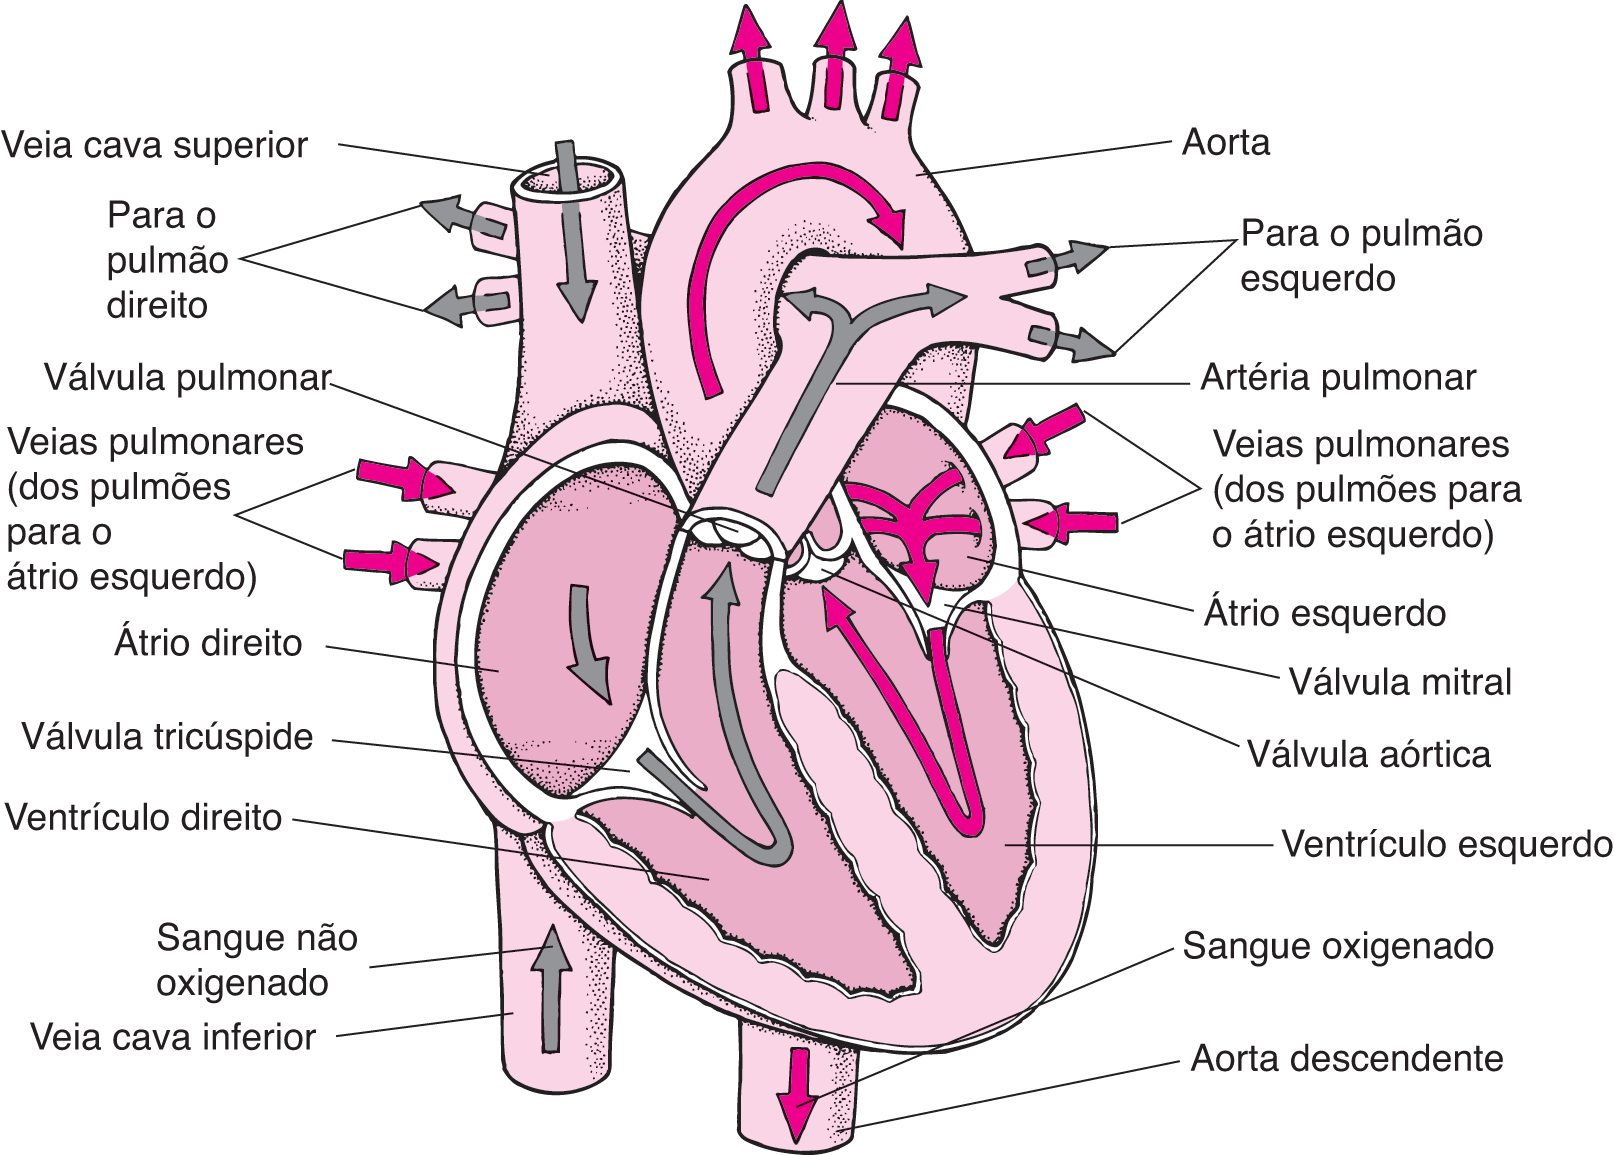 Veia cava superior
Para o
pulmão
direito
Válvula pulmonar
Veias pulmonares
(dos pulmões
para o
átrio esquerdo)
Átrio direito
Válvula tricúspide
Ventrículo direito
Sangue não
oxigenado
Veia cava inferior
Aorta
Para o pulmão
esquerdo
Artéria pulmonar
Veias pulmonares
(dos pulmões para
o átrio esquerdo)
Átrio esquerdo
Válvula mitral
Válvula aórtica
Ventrículo esquerdo
Sangue oxigenado
Aorta descendente